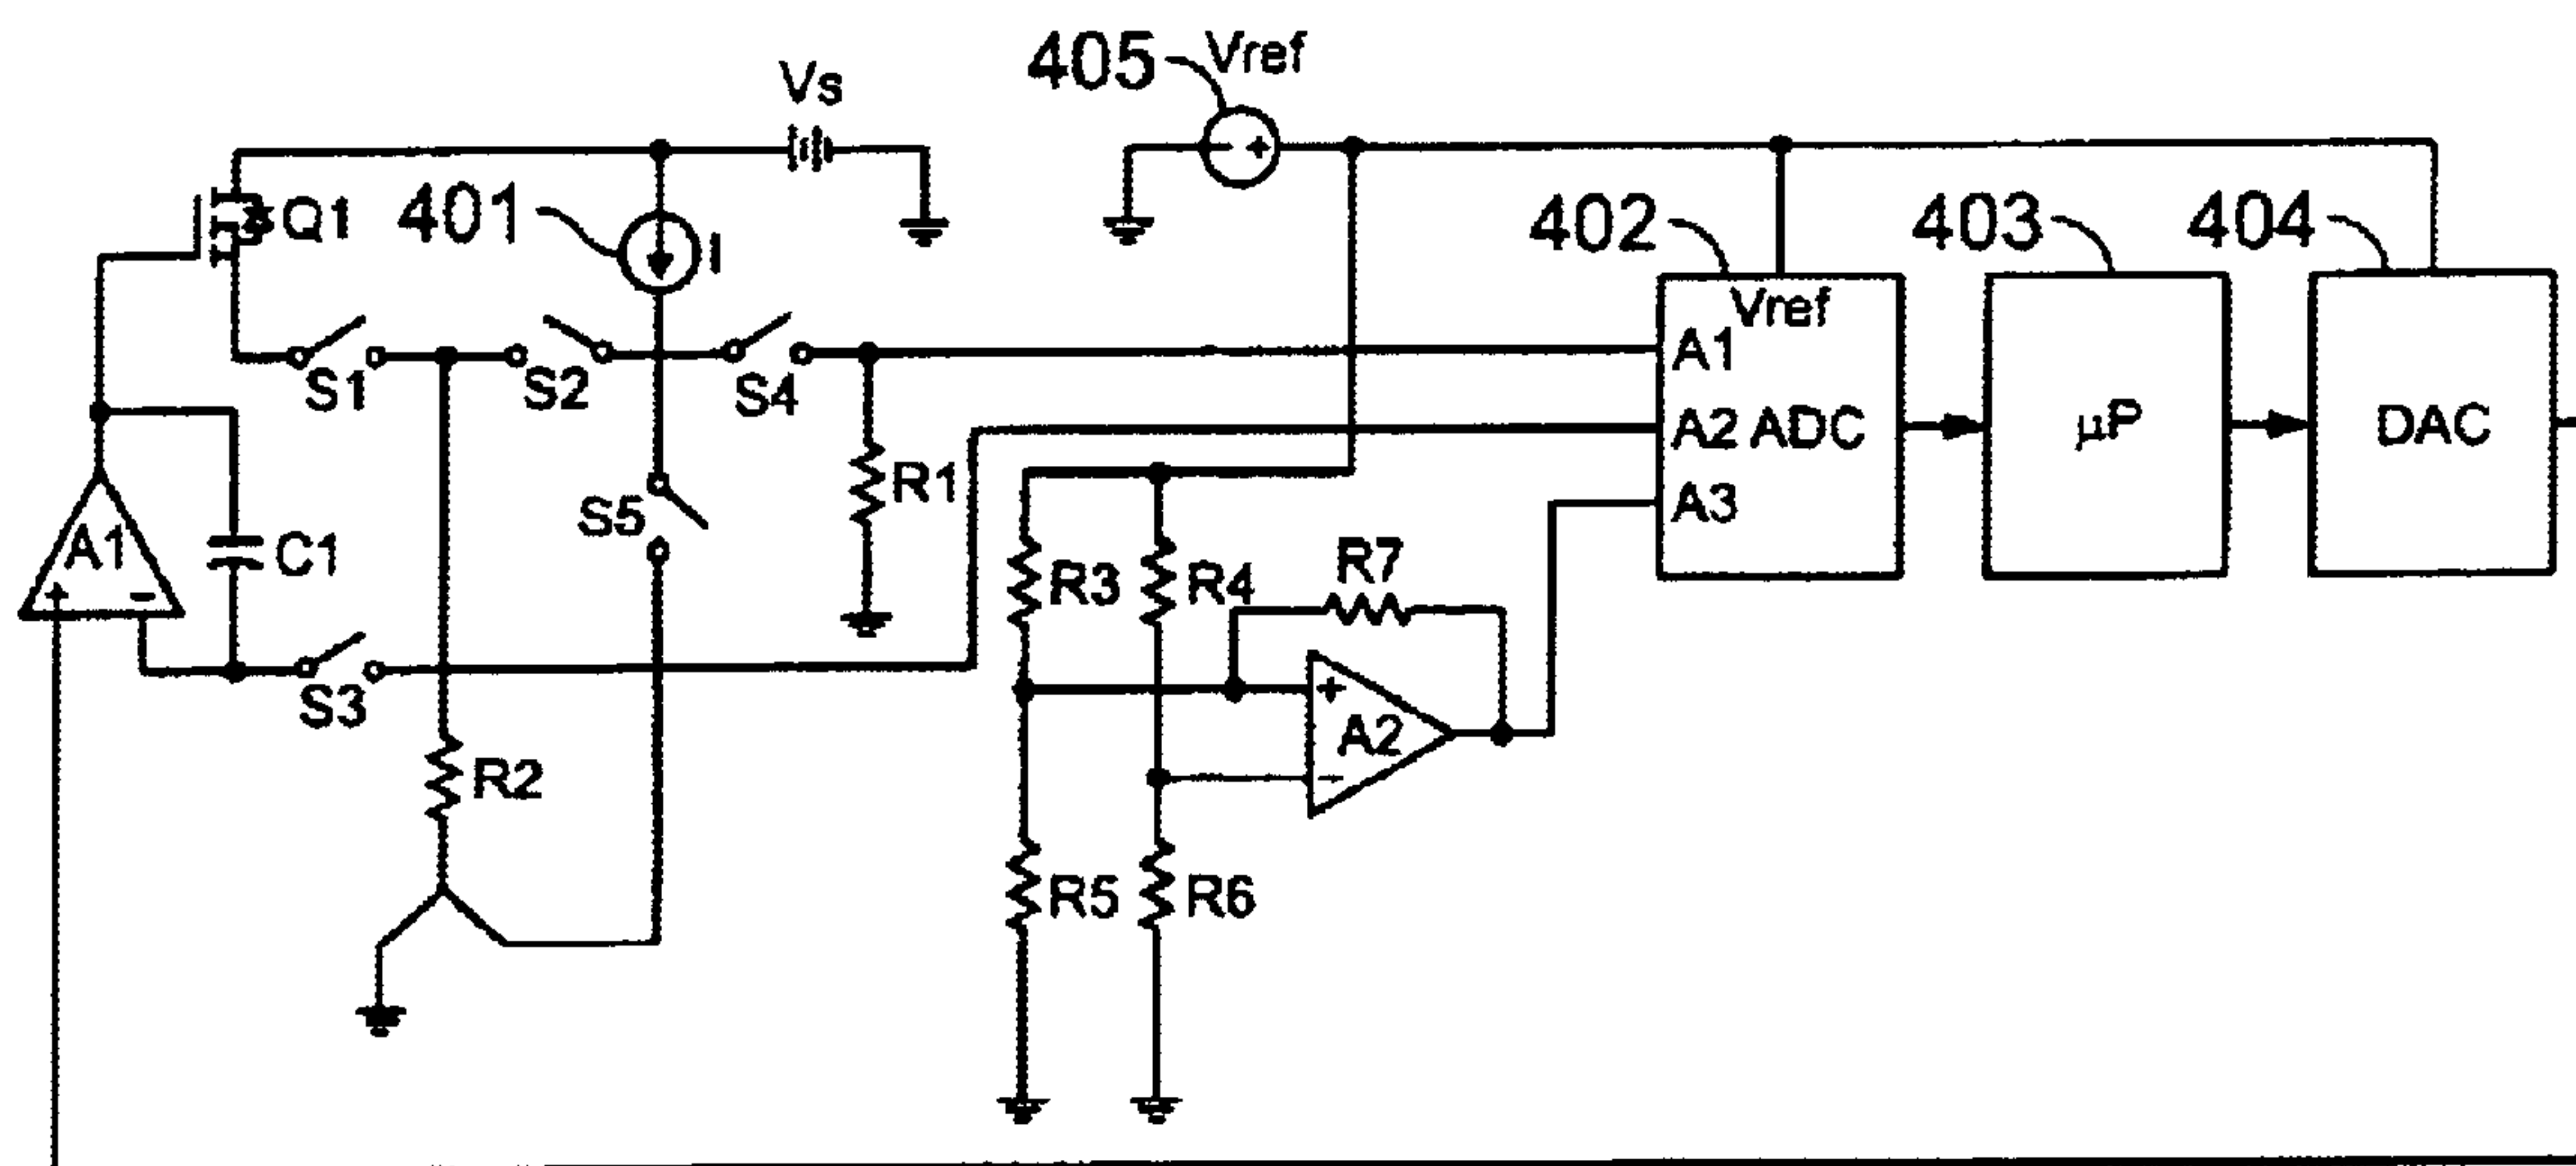 405
Vref
Vs
Q1
401
I
402
403
404
Vref
A1
S1
S2
S4
A2 ADC
μP
DAC
R1
A3
S5
A1
C1
R3
R4
R7
+
-
S3
+
A2
-
R2
R5
R6
- +